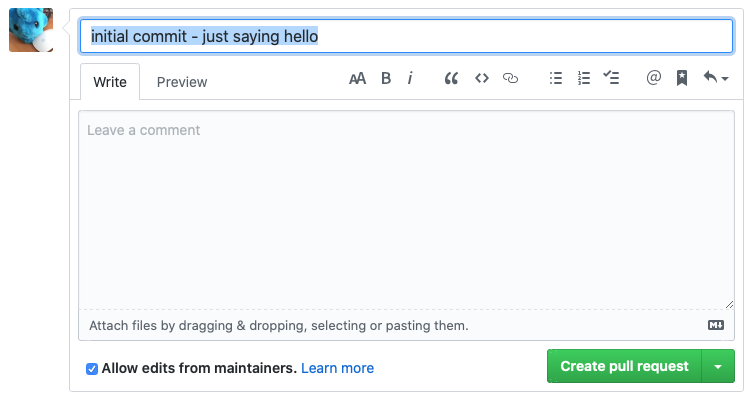 initial commit - just saying hello
Write Preview AA B i @
Leave a comment
Attach files by dragging & dropping, selecting or pasting them.
Allow edits from maintainers. Learn more
Create pull request